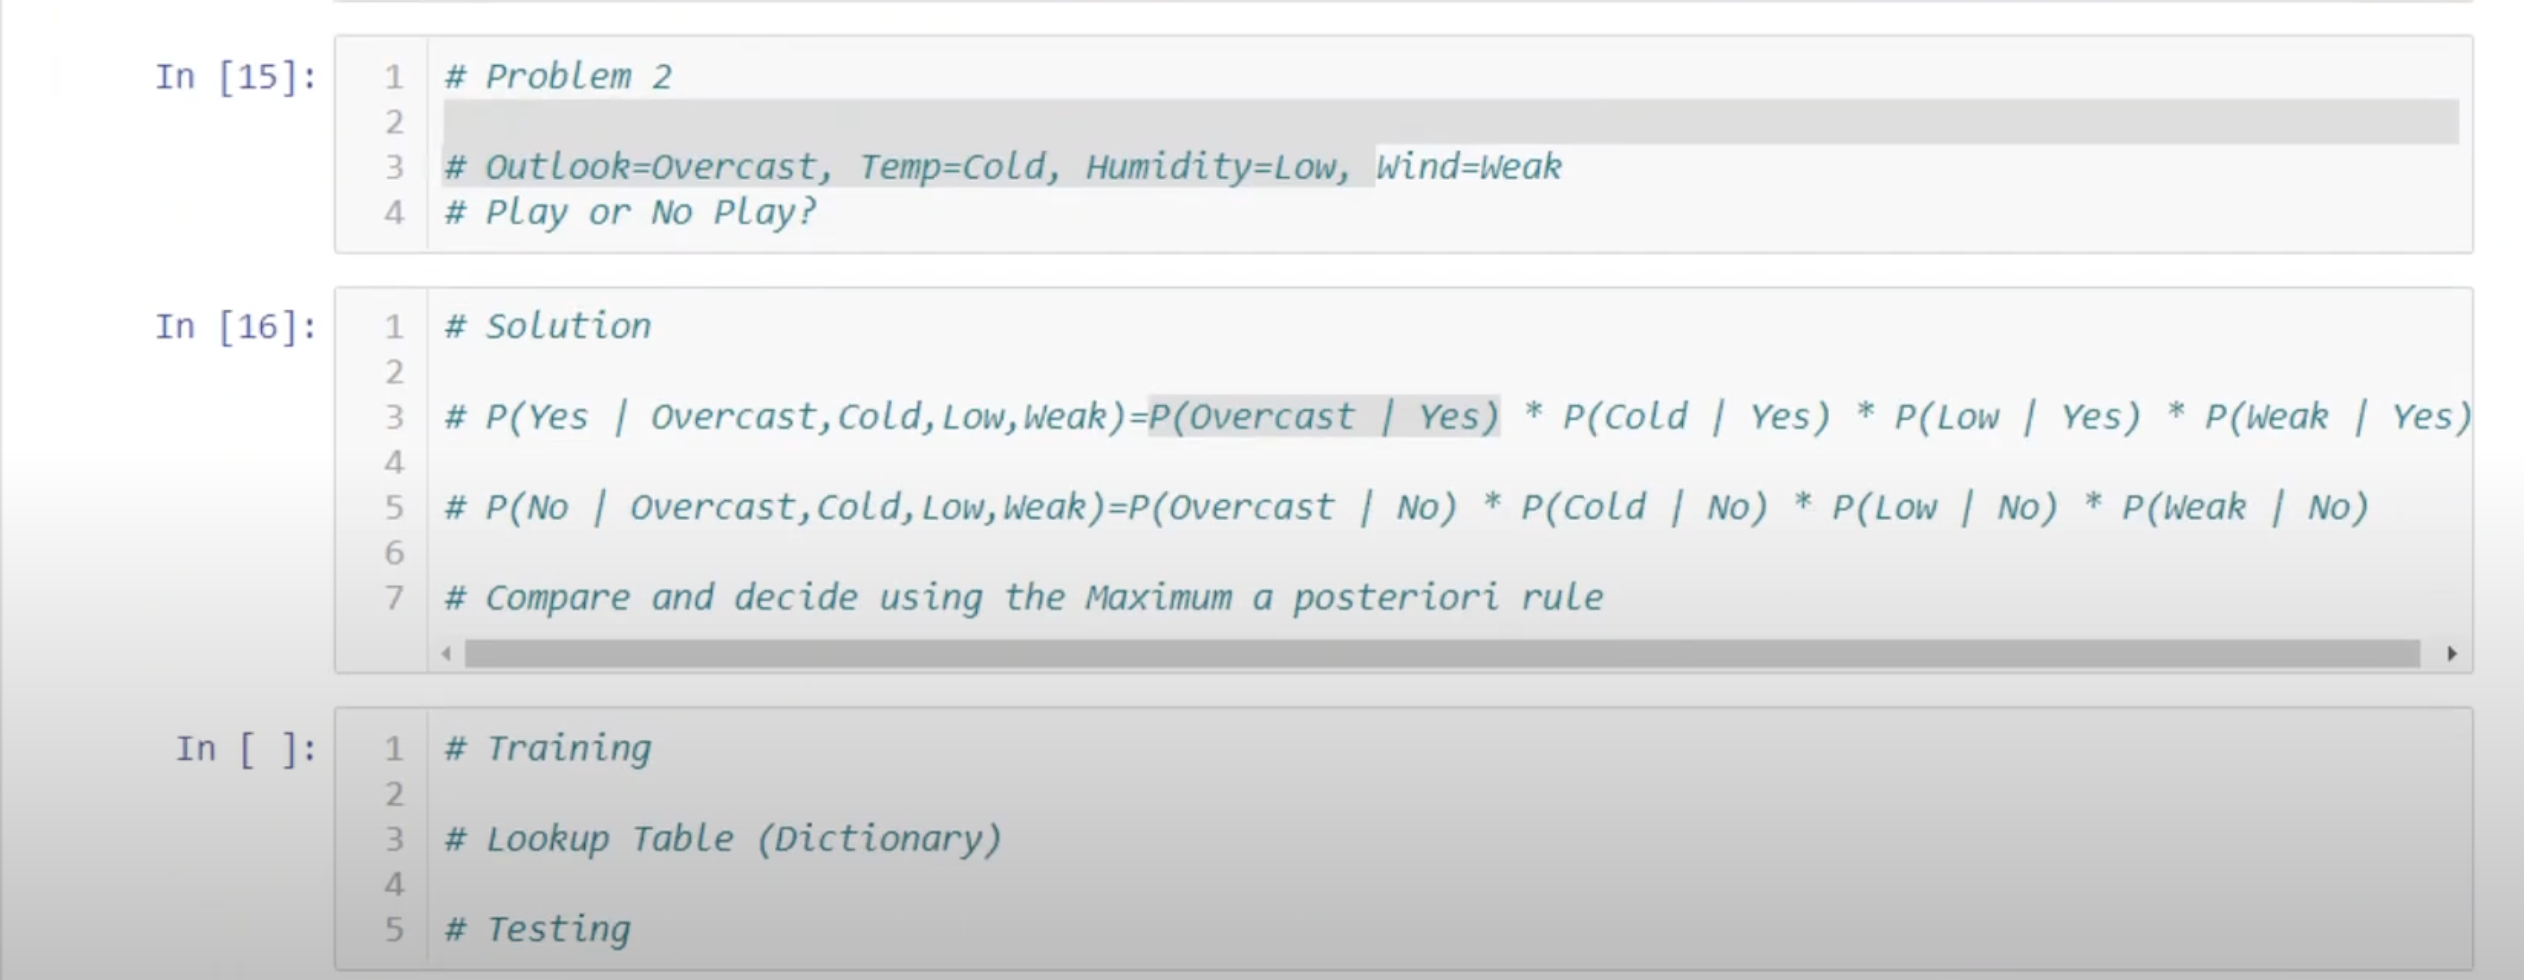 In [15]:
1 # Problem 2
2
3 # Outlook=Overcast, Temp=Cold, Humidity=Low, Wind=Weak
4 # Play or No Play?
In [16]:
1 # Solution
2
3 # P(Yes | Overcast,Cold,Low,Weak)=P(Overcast | Yes) * P(Cold | Yes) * P(Low | Yes) * P(Weak | Yes)
4
5 # P(No | Overcast,Cold,Low,Weak)=P(Overcast | No) * P(Cold | No) * P(Low | No) * P(Weak | No)
6
7 # Compare and decide using the Maximum a posteriori rule
In [ ]:
1 # Training
2
3 # Lookup Table (Dictionary)
4
5 # Testing